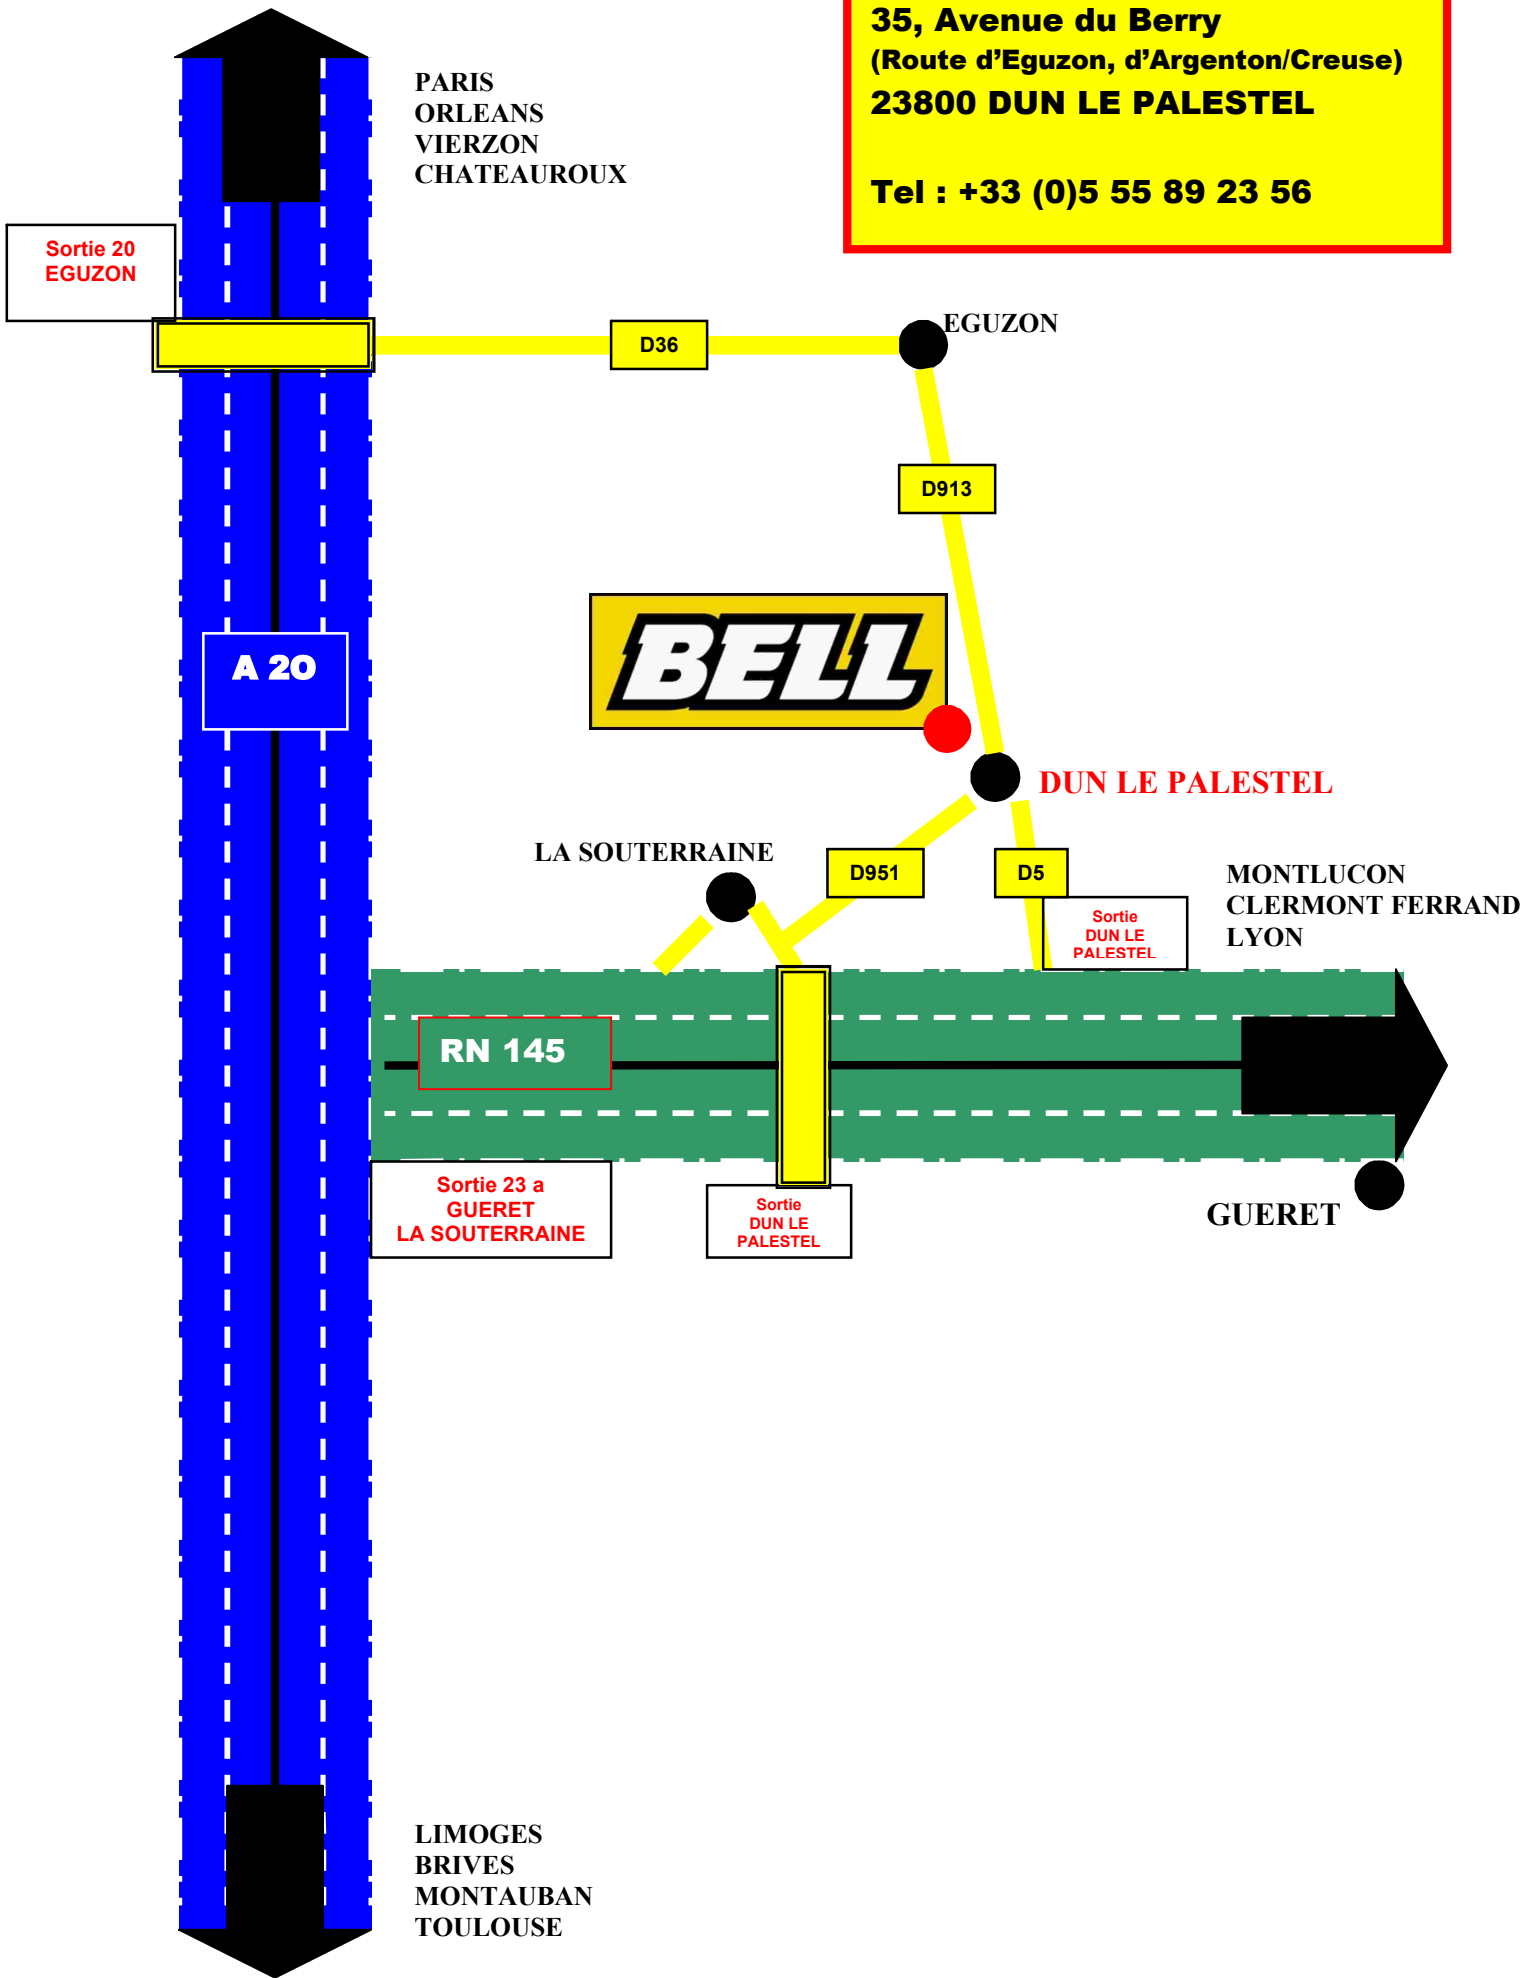 35, Avenue du Berry
(Route d'Eguzon, d'Argenton/Creuse)
23800 DUN LE PALESTEL
Tel : +33 (0)5 55 89 23 56
PARIS
ORLEANS
VIERZON
CHATEAUROUX
Sortie 20
EGUZON
EGUZON
D36
D913
BELL
A 20
DUN LE PALESTEL
LA SOUTERRAINE
D951
D5
MONTLUCON
CLERMONT FERRAND
LYON
Sortie
DUN LE
PALESTEL
RN 145
Sortie 23 a
GUERET
LA SOUTERRAINE
Sortie
DUN LE
PALESTEL
GUERET
LIMOGES
BRIVES
MONTAUBAN
TOULOUSE